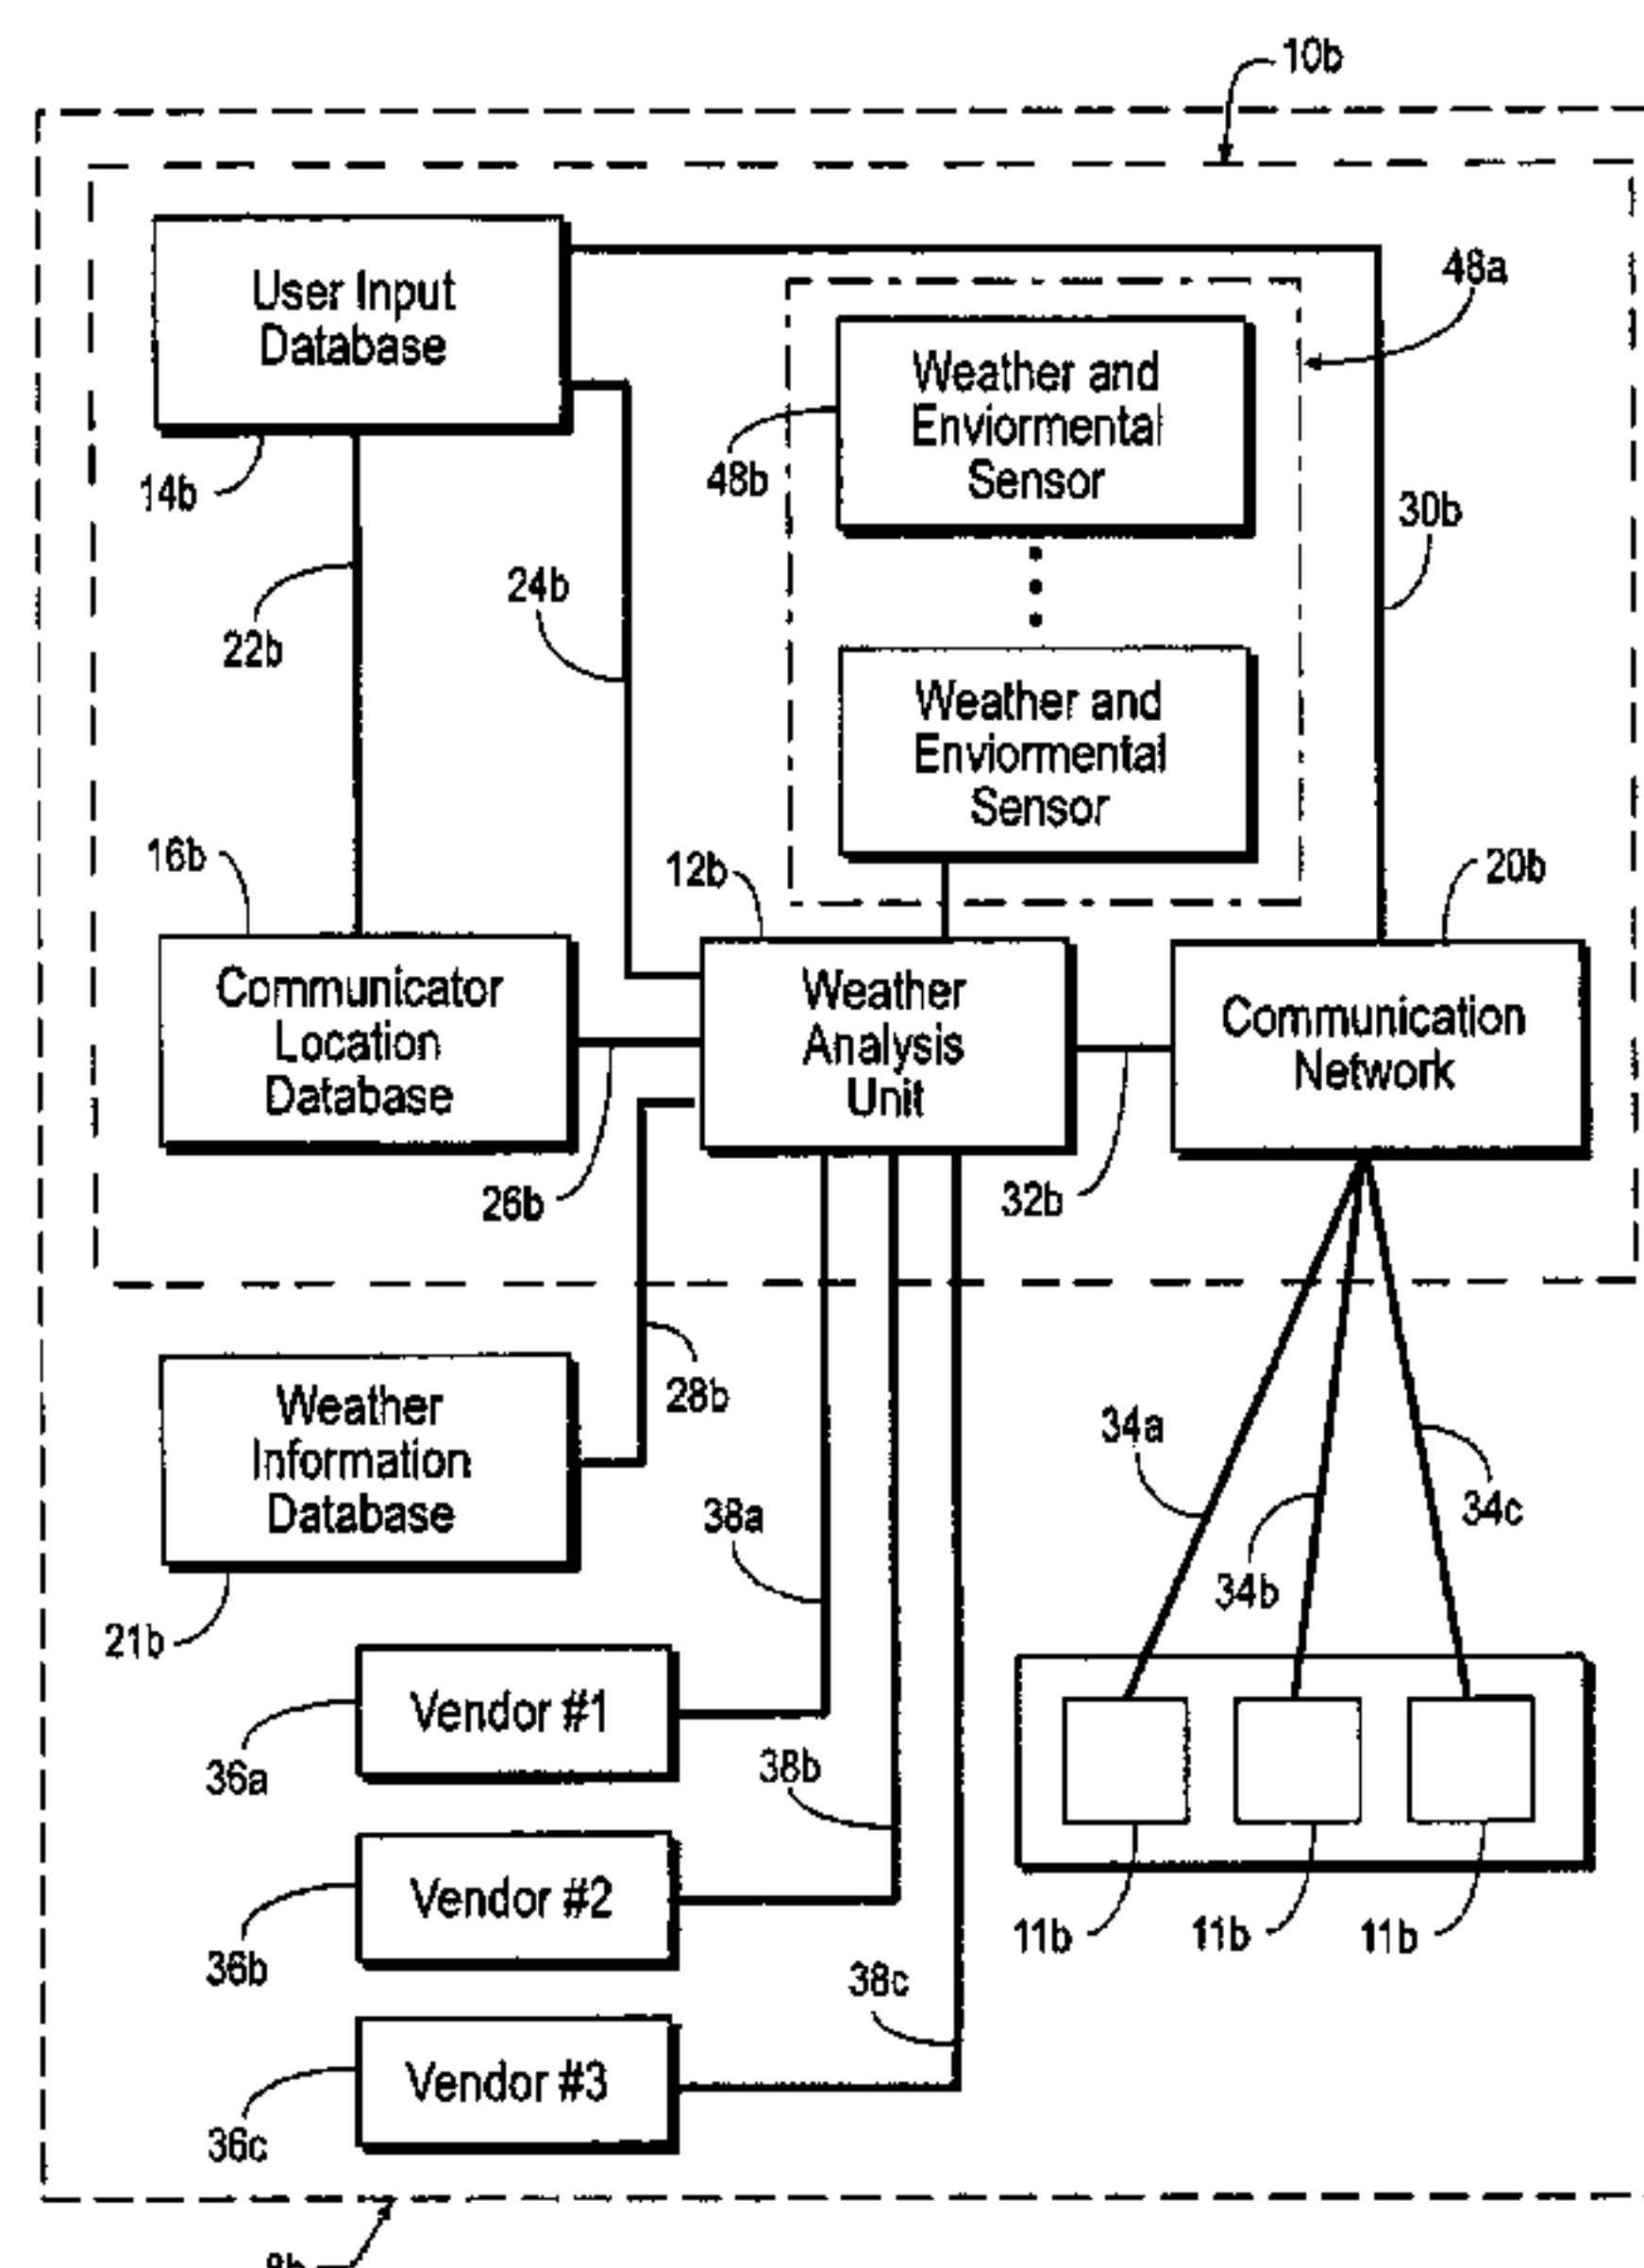 10b
User Input
Database
48a
Weather and
Enviormental
Sensor
48b
14b
30b
24b
22b
Weather and
Enviormental
Sensor
16b
12b
20b
Communicator
Location
Database
Weather
Analysis
Unit
Communication
Network
26b
32b
28b
Weather
Information
Database
34a
34c
38a
34b
21b
Vendor #1
36a
38b
Vendor #2
36b
11b
11b
11b
38c
Vendor #3
36c
8b